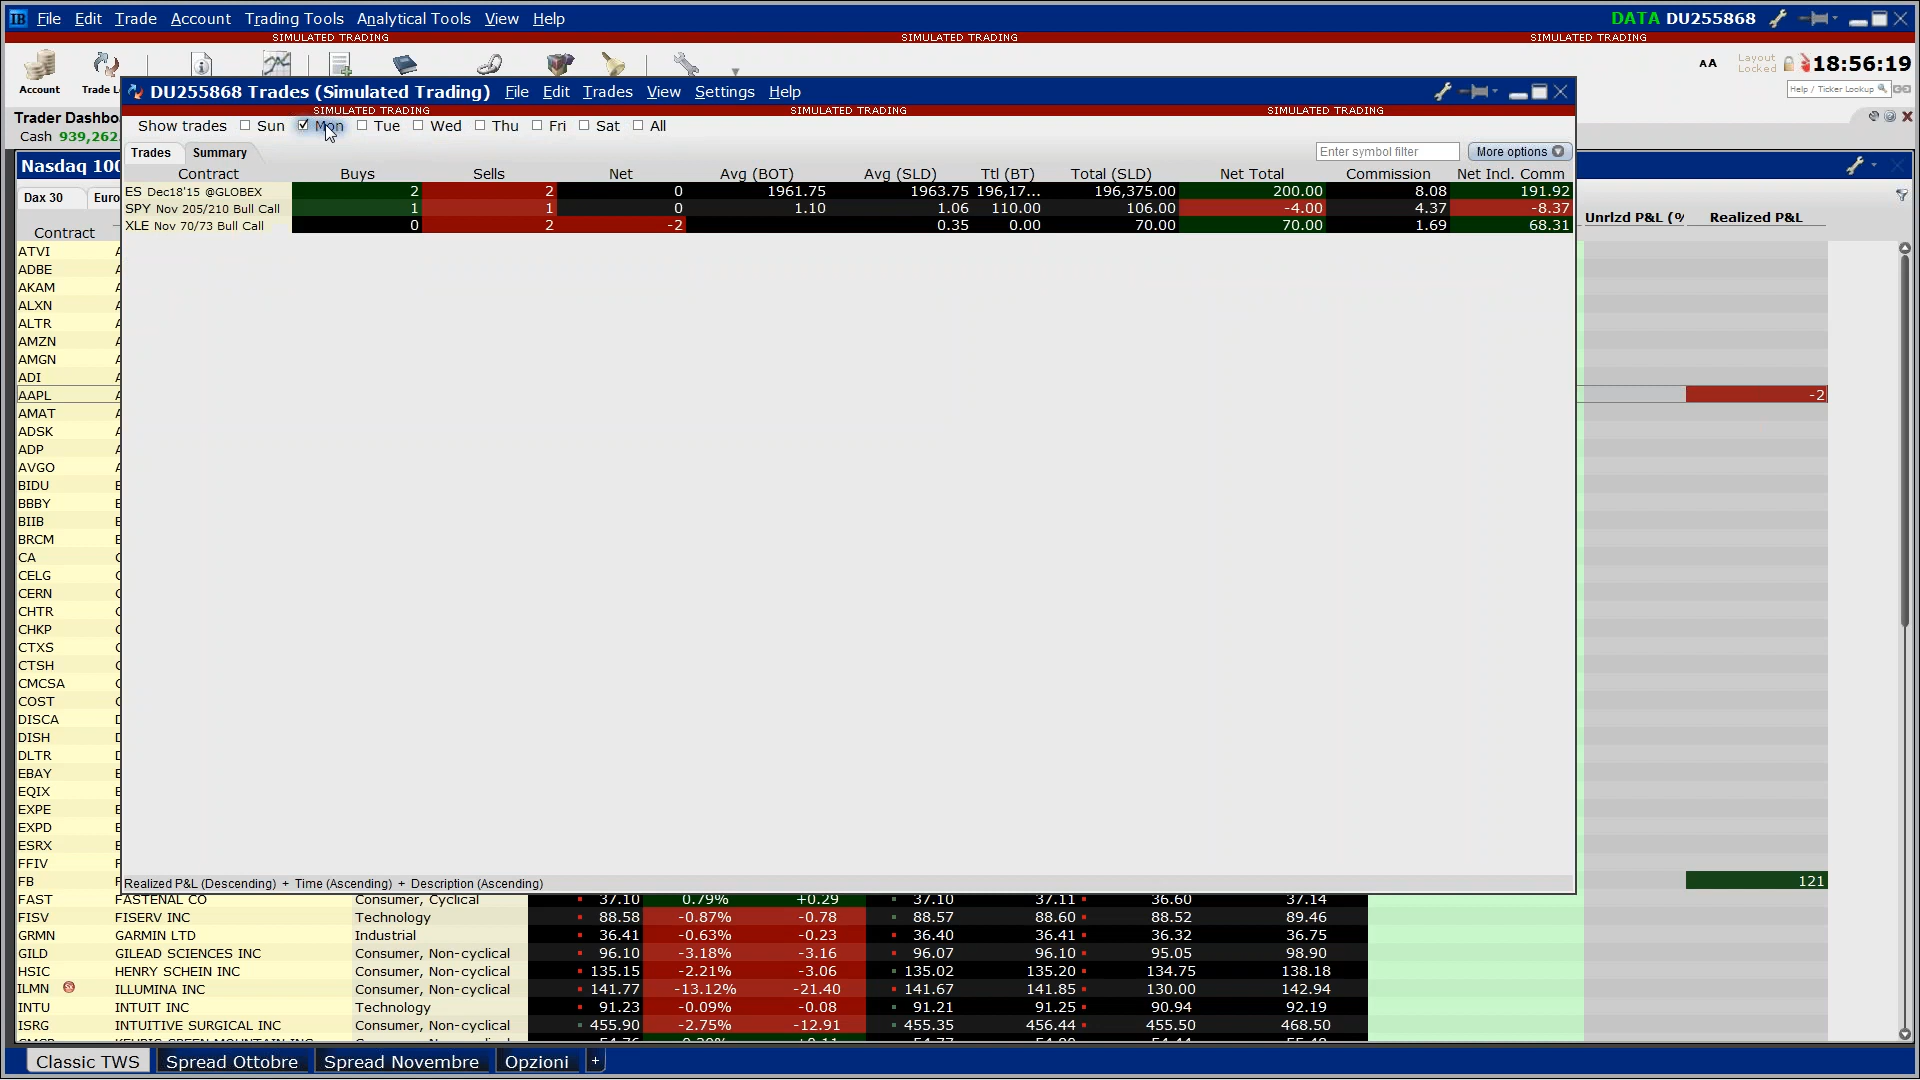 IB File Edit Trade Account Trading Tools Analytical Tools View Help DATA DU255868
SIMULATED TRADING SIMULATED TRADING SIMULATED TRADING
Account Trade L AA Layout Locked 18:56:19
Help / Ticker Lookup
DU255868 Trades (Simulated Trading) File Edit Trades View Settings Help
SIMULATED TRADING SIMULATED TRADING SIMULATED TRADING
Trader Dashbo
Cash 939,262.
Show trades Sun Mon Tue Wed Thu Fri Sat All
Trades Summary Enter symbol filter More options
Contract Buys Sells Net Avg (BOT) Avg (SLD) Ttl (BT) Total (SLD) Net Total Commission Net Incl. Comm
ES Dec18'15 @GLOBEX 2 2 0 1961.75 1963.75 196,17... 196,375.00 200.00 8.08 191.92
SPY Nov 205/210 Bull Call 1 1 0 1.10 1.06 110.00 106.00 -4.00 4.37 -8.37
XLE Nov 70/73 Bull Call 0 2 -2 0.35 0.00 70.00 70.00 1.69 68.31
Nasdaq 100
Dax 30 Euro
Contract Unrlzd P&L (% Realized P&L
ATVI A
ADBE A
AKAM A
ALXN A
ALTR A
AMZN A
AMGN A
ADI A
AAPL A -2
AMAT A
ADSK A
ADP A
AVGO A
BIDU B
BBBY B
BIIB B
BRCM B
CA C
CELG C
CERN C
CHTR C
CHKP C
CTXS C
CTSH C
CMCSA C
COST C
DISCA D
DISH D
DLTR D
EBAY E
EQIX E
EXPE E
EXPD E
ESRX E
FFIV F
FB F 121
Realized P&L (Descending) + Time (Ascending) + Description (Ascending)
FAST FASTENAL CO Consumer, Cyclical 37.10 0.79% +0.29 37.10 37.11 36.60 37.14
FISV FISERV INC Technology 88.58 -0.87% -0.78 88.57 88.60 88.52 89.46
GRMN GARMIN LTD Industrial 36.41 -0.63% -0.23 36.40 36.41 36.32 36.75
GILD GILEAD SCIENCES INC Consumer, Non-cyclical 96.10 -3.18% -3.16 96.07 96.10 95.05 98.90
HSIC HENRY SCHEIN INC Consumer, Non-cyclical 135.15 -2.21% -3.06 135.02 135.20 134.75 138.18
ILMN ILLUMINA INC Consumer, Non-cyclical 141.77 -13.12% -21.40 141.67 141.85 130.00 142.94
INTU INTUIT INC Technology 91.23 -0.09% -0.08 91.21 91.25 90.94 92.19
ISRG INTUITIVE SURGICAL INC Consumer, Non-cyclical 455.90 -2.75% -12.91 455.35 456.44 455.50 468.50
Classic TWS Spread Ottobre Spread Novembre Opzioni +